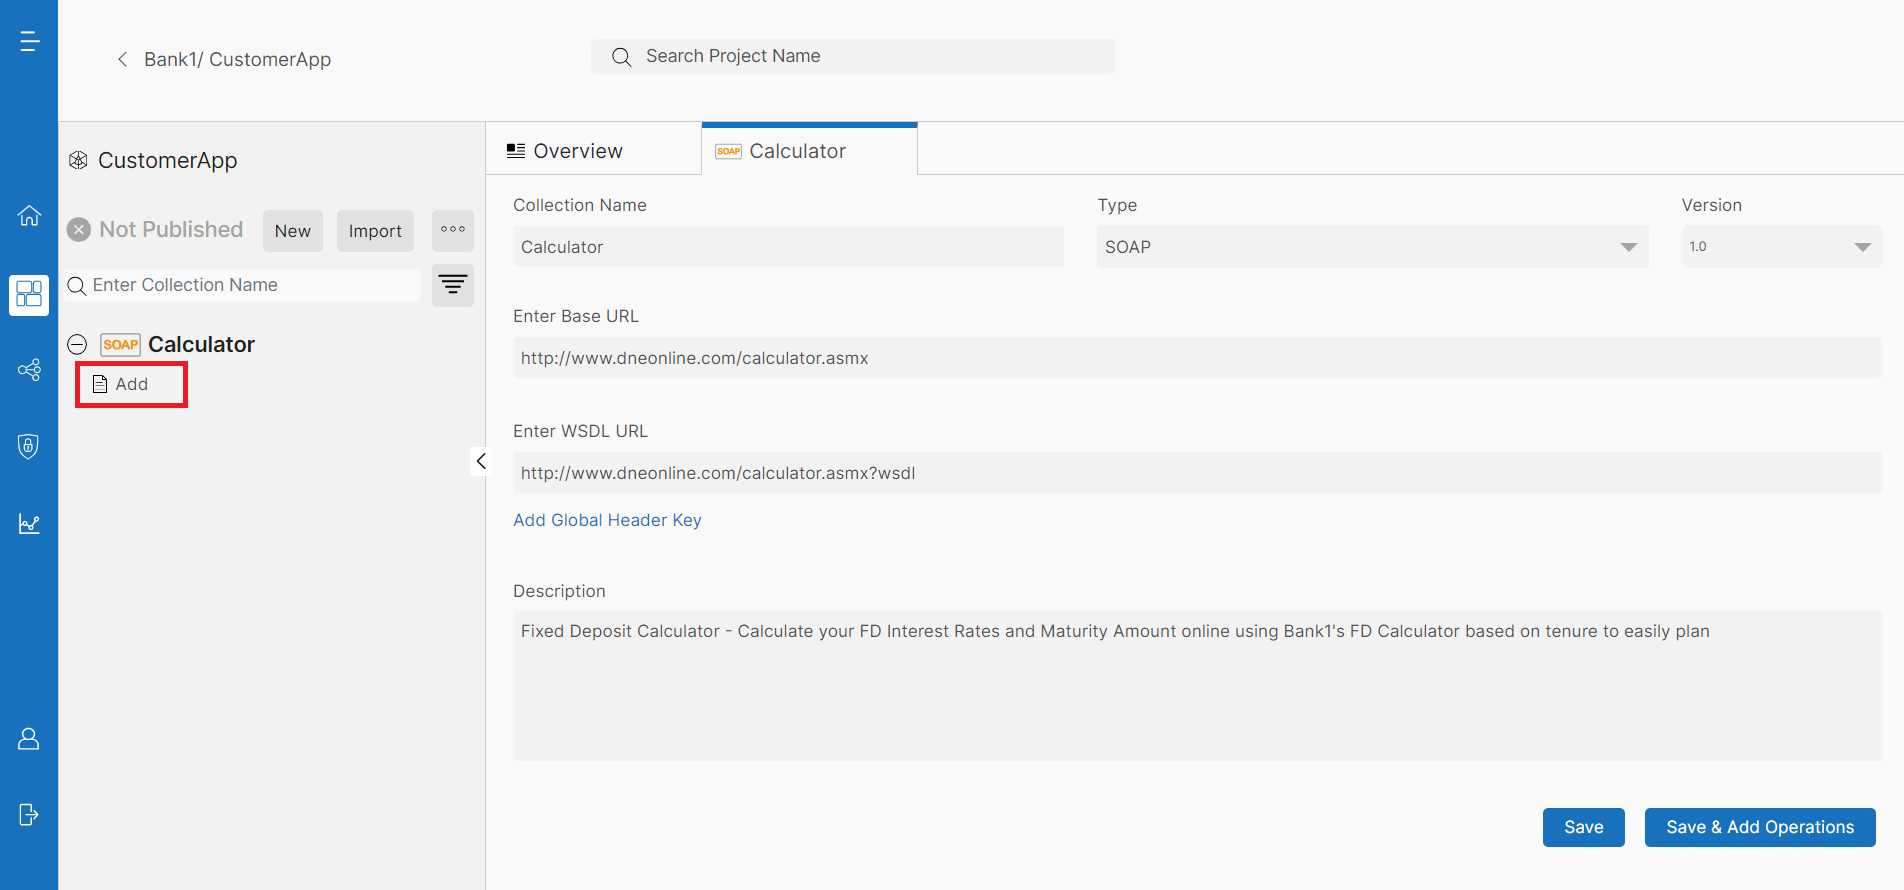 Bank1/ CustomerApp
Search Project Name
CustomerApp
Not Published
New
Import
Enter Collection Name
SOAP Calculator
Add
Overview
SOAP Calculator
Collection Name
Type
Version
Calculator
SOAP
1.0
Enter Base URL
http://www.dneonline.com/calculator.asmx
Enter WSDL URL
http://www.dneonline.com/calculator.asmx?wsdl
Add Global Header Key
Description
Fixed Deposit Calculator - Calculate your FD Interest Rates and Maturity Amount online using Bank1's FD Calculator based on tenure to easily plan
Save
Save & Add Operations